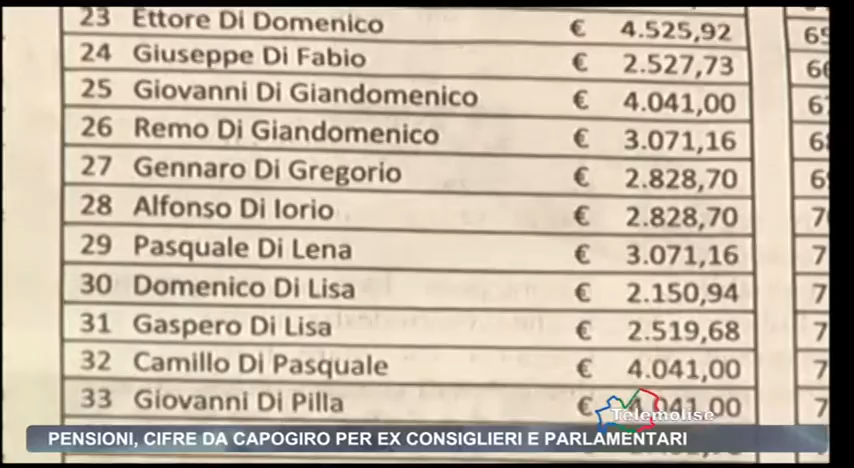 23 Ettore Di Domenico € 4.525,92
24 Giuseppe Di Fabio € 2.527,73
25 Giovanni Di Giandomenico € 4.041,00
26 Remo Di Giandomenico € 3.071,16
27 Gennaro Di Gregorio € 2.828,70
28 Alfonso Di Iorio € 2.828,70
29 Pasquale Di Lena € 3.071,16
30 Domenico Di Lisa € 2.150,94
31 Gaspero Di Lisa € 2.519,68
32 Camillo Di Pasquale € 4.041,00
33 Giovanni Di Pilla € 4.041,00
Telemolise
PENSIONI, CIFRE DA CAPOGIRO PER EX CONSIGLIERI E PARLAMENTARI